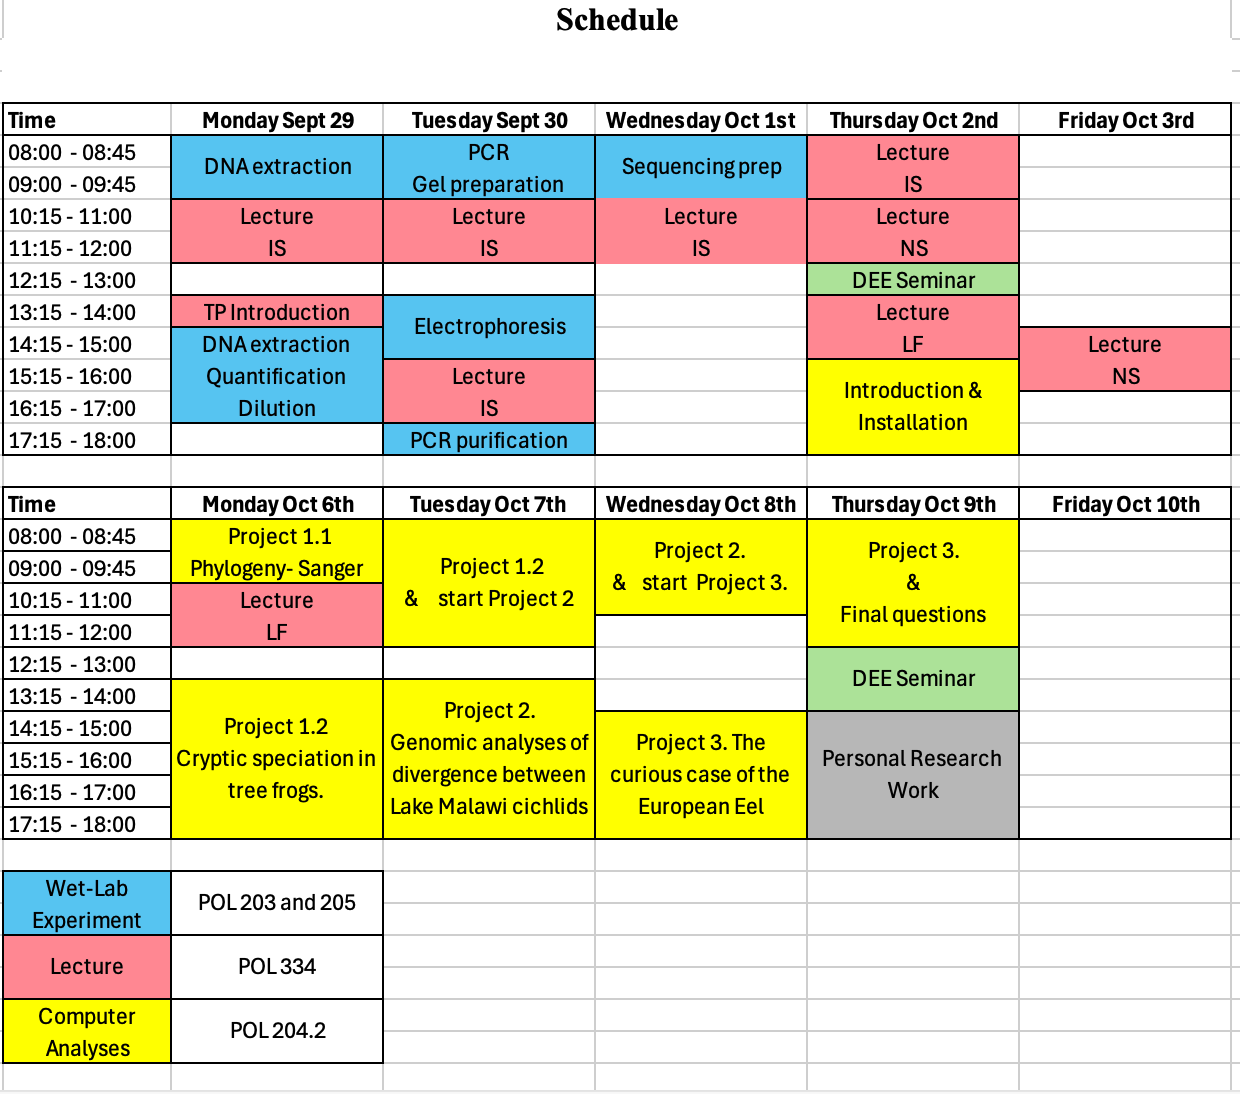 Schedule
Time Monday Sept 29 Tuesday Sept 30 Wednesday Oct 1st Thursday Oct 2nd Friday Oct 3rd
08:00 - 08:45 DNA extraction PCR Sequencing prep Lecture
09:00 - 09:45 Gel preparation IS
10:15 - 11:00 Lecture Lecture Lecture Lecture
11:15 - 12:00 IS IS IS NS
12:15 - 13:00 DEE Seminar
13:15 - 14:00 TP Introduction Electrophoresis Lecture
14:15 - 15:00 DNA extraction LF Lecture
15:15 - 16:00 Quantification Lecture Introduction & NS
16:15 - 17:00 Dilution IS Installation
17:15 - 18:00 PCR purification
Time Monday Oct 6th Tuesday Oct 7th Wednesday Oct 8th Thursday Oct 9th Friday Oct 10th
08:00 - 08:45 Project 1.1 Project 1.2 Project 2. Project 3.
09:00 - 09:45 Phylogeny- Sanger & start Project 2 & start Project 3. &
10:15 - 11:00 Lecture Final questions
11:15 - 12:00 LF
12:15 - 13:00 DEE Seminar
13:15 - 14:00 Project 2.
14:15 - 15:00 Project 1.2 Genomic analyses of Project 3. The
15:15 - 16:00 Cryptic speciation in divergence between curious case of the Personal Research
16:15 - 17:00 tree frogs. Lake Malawi cichlids European Eel Work
17:15 - 18:00
Wet-Lab
Experiment POL 203 and 205
Lecture POL 334
Computer
Analyses POL 204.2